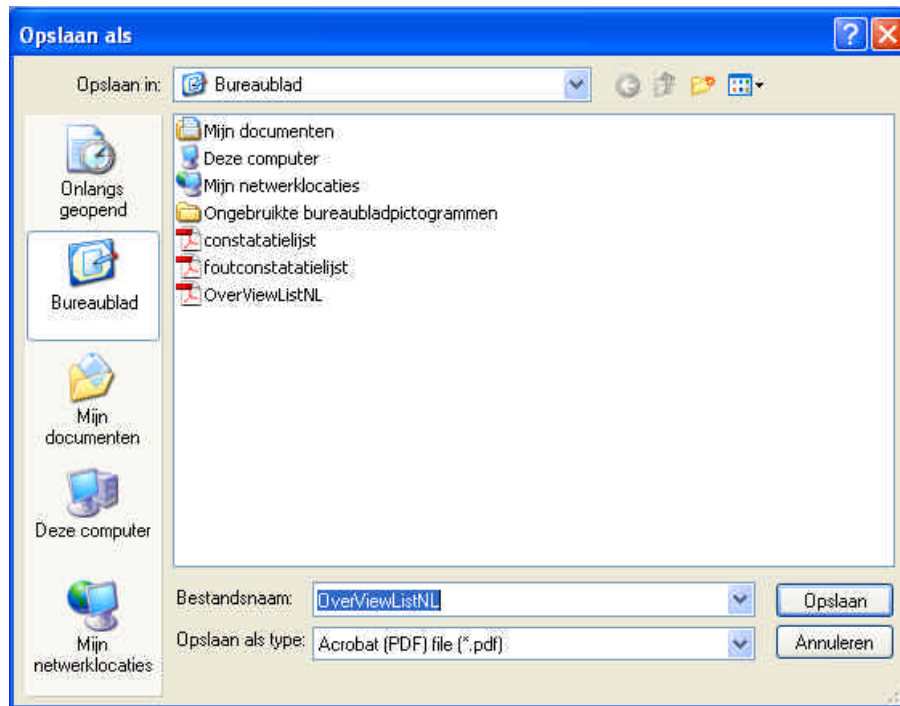 Opslaan als
Opslaan in: Bureaublad
Onlangs geopend
Bureaublad
Mijn documenten
Deze computer
Mijn netwerklocaties
Mijn documenten
Deze computer
Mijn netwerklocaties
Ongebruikte bureaubladpictogrammen
constatatielijst
foutconstatatielijst
OverViewListNL
Bestandsnaam: OverViewListNL
Opslaan
Opslaan als type: Acrobat (PDF) file (*.pdf)
Annuleren